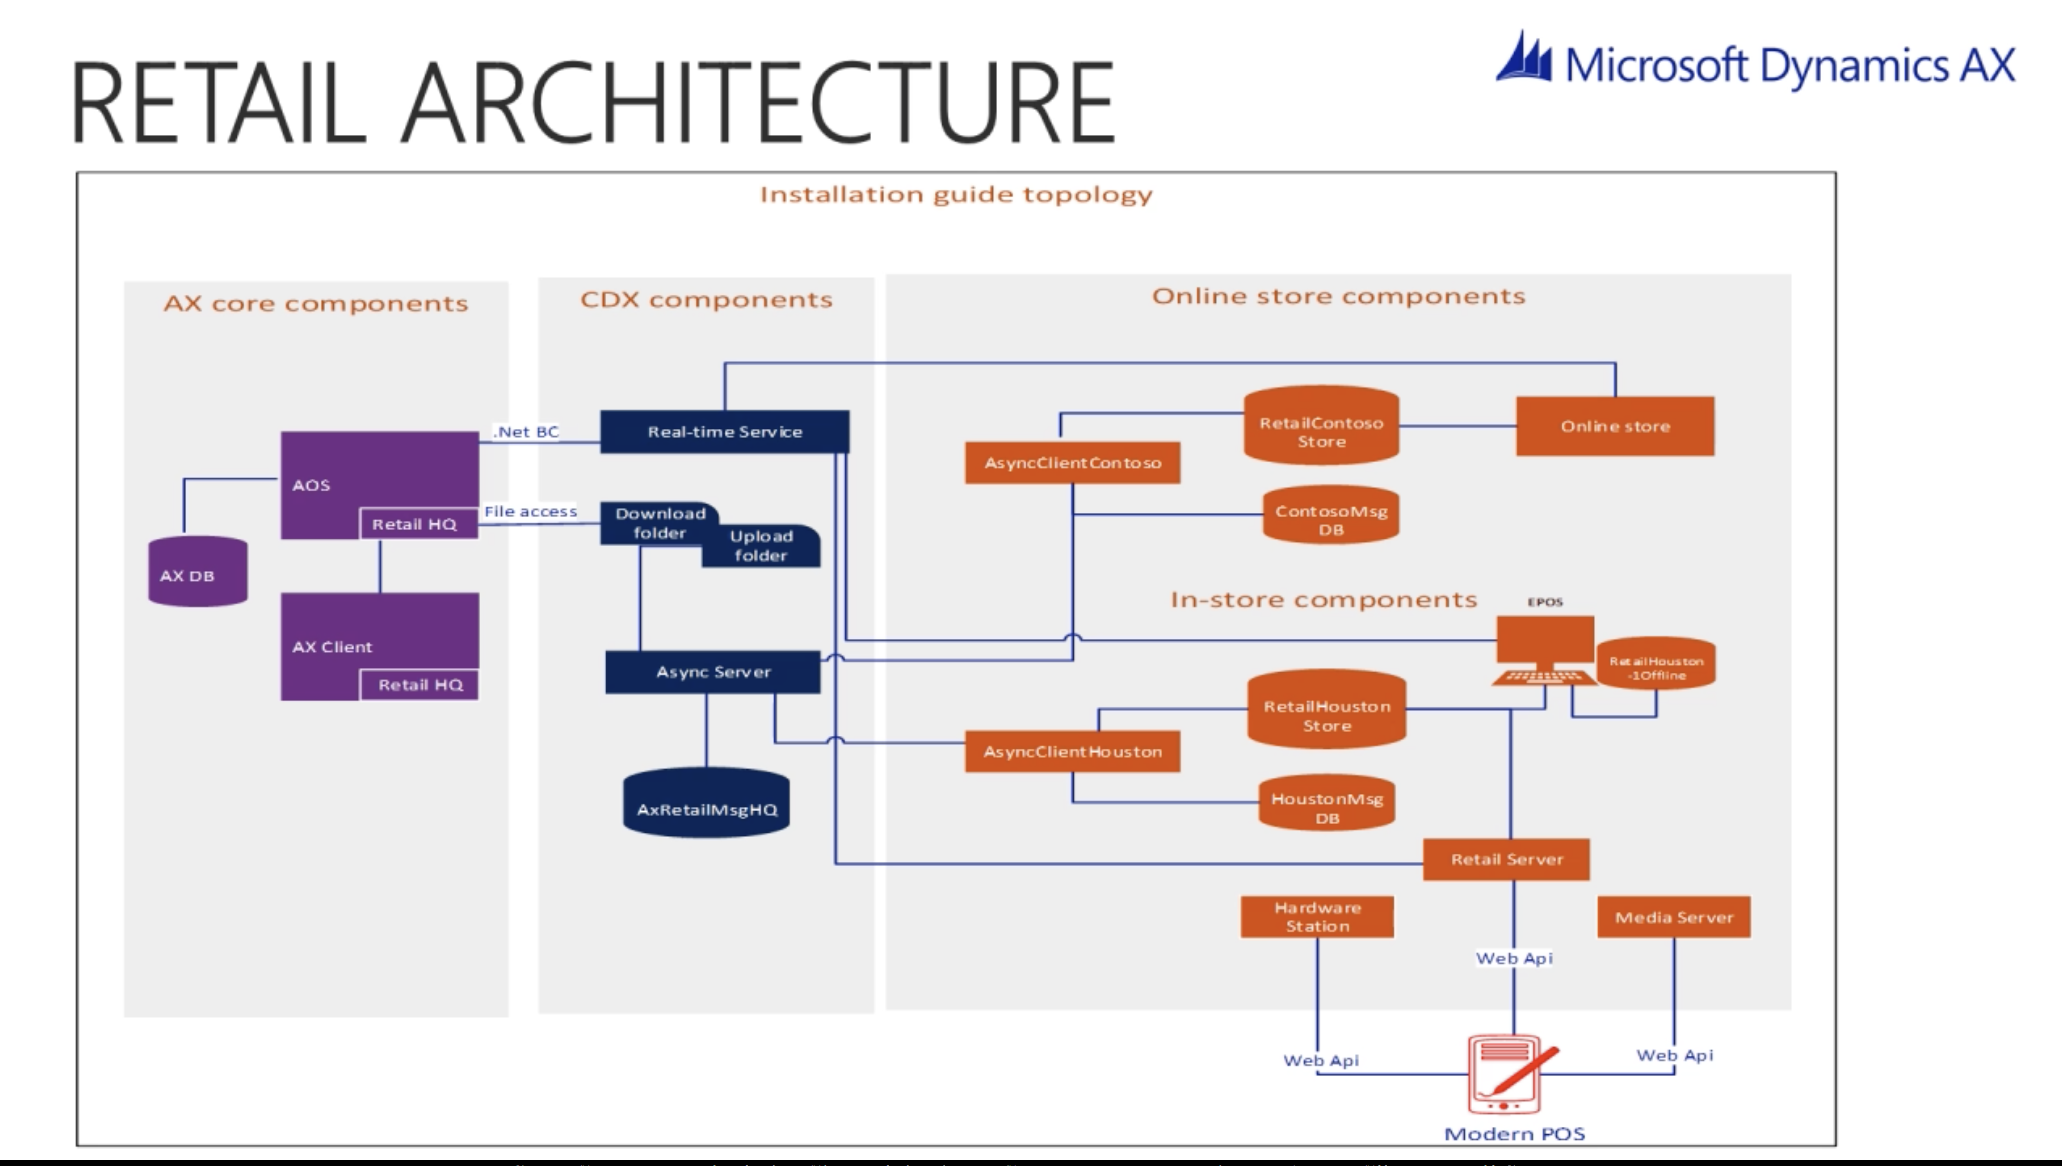 RETAIL ARCHITECTURE
Microsoft Dynamics AX
Installation guide topology
AX core components
CDX components
Online store components
.Net BC
Real-time Service
AOS
Retail HQ
File access
Download
folder
Upload
folder
AX DB
AX Client
Retail HQ
Async Server
AxRetailMsgHQ
RetailContoso
Store
Online store
AsyncClientContoso
ContosoMsg
DB
In-store components
EPOS
RetailHouston
-1Offline
RetailHouston
Store
AsyncClientHouston
HoustonMsg
DB
Retail Server
Hardware
Station
Media Server
Web Api
Web Api
Web Api
Modern POS